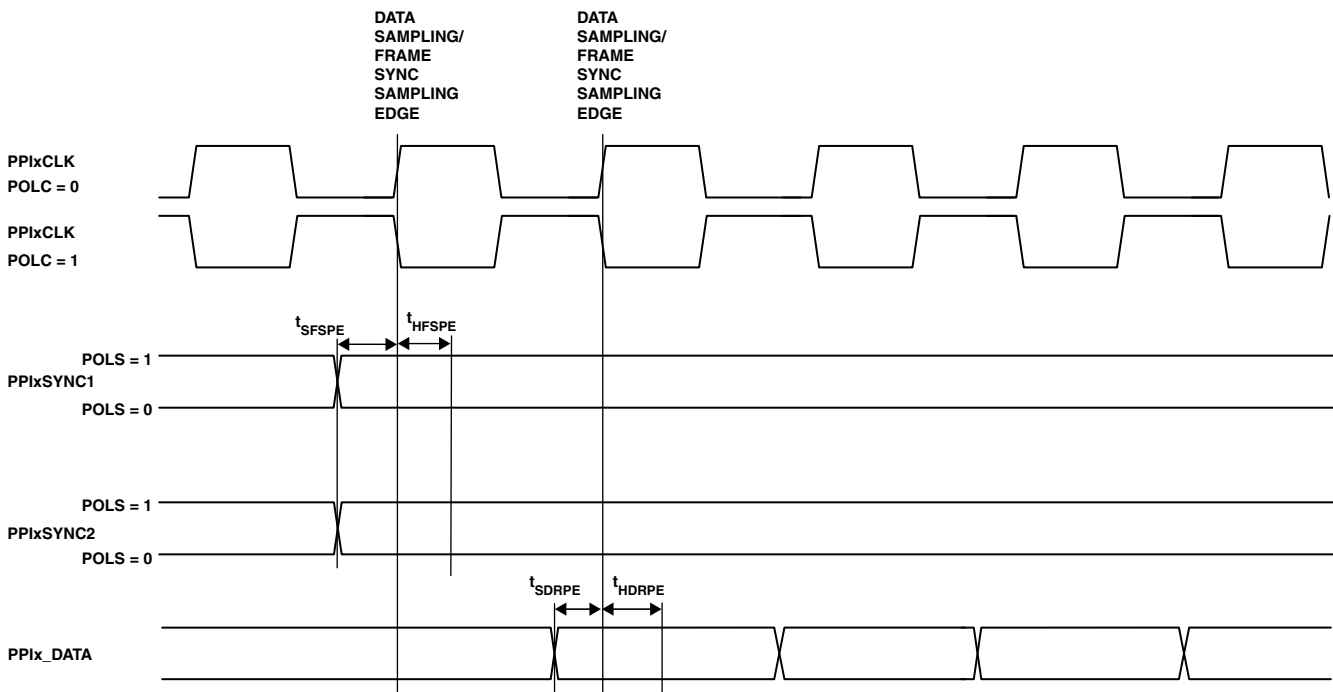 DATA
SAMPLING/
FRAME
SYNC
SAMPLING
EDGE
DATA
SAMPLING/
FRAME
SYNC
SAMPLING
EDGE
PPIxCLK
POLC = 0
PPIxCLK
POLC = 1
tSFSPE
tHFSPE
POLS = 1
PPIxSYNC1
POLS = 0
POLS = 1
PPIxSYNC2
POLS = 0
tSDRPE
tHDRPE
PPIx_DATA